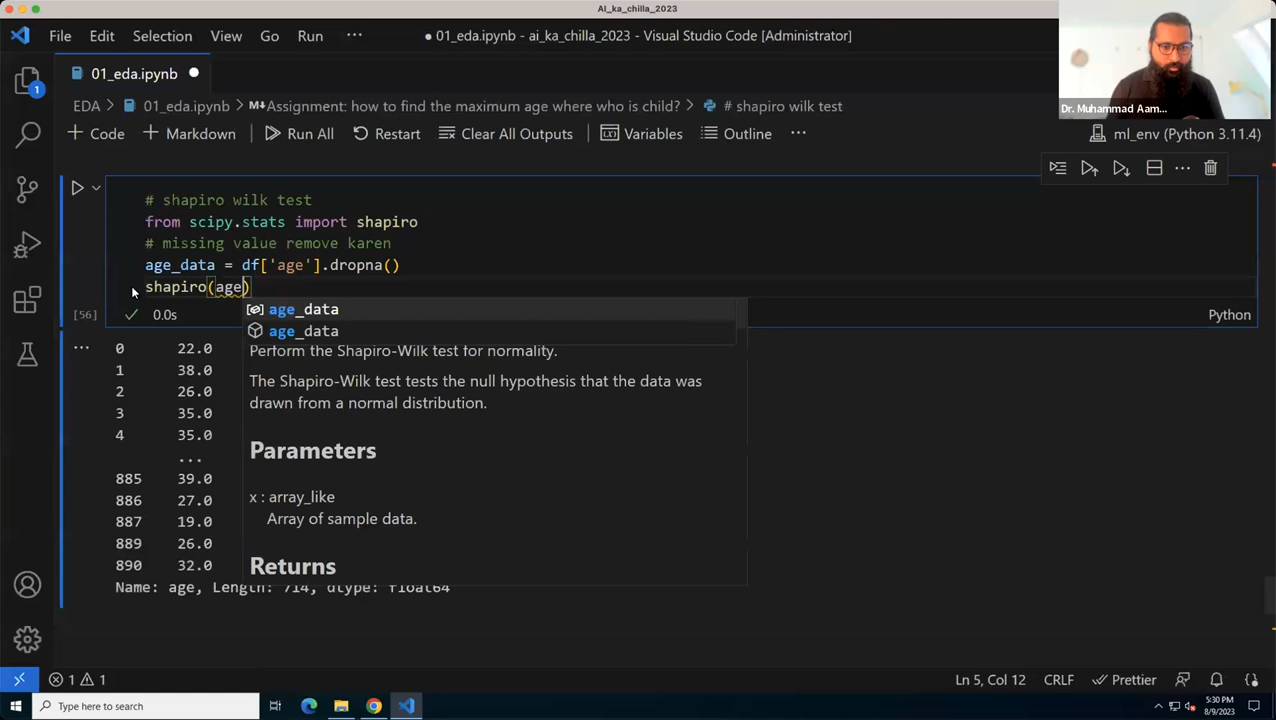 AI_ka_chilla_2023
File Edit Selection View Go Run ···
● 01_eda.ipynb - ai_ka_chilla_2023 - Visual Studio Code [Administrator]
Dr. Muhammad Aam...
1
01_eda.ipynb ●
EDA > 01_eda.ipynb > M↓Assignment: how to find the maximum age where who is child? > # shapiro wilk test
+ Code + Markdown Run All Restart Clear All Outputs Variables Outline ··· ml_env (Python 3.11.4)
# shapiro wilk test
from scipy.stats import shapiro
# missing value remove karen
age_data = df['age'].dropna()
shapiro(age)
[56] 0.0s Python
age_data
age_data
Perform the Shapiro-Wilk test for normality.
The Shapiro-Wilk test tests the null hypothesis that the data was
drawn from a normal distribution.
Parameters
x : array_like
Array of sample data.
Returns
0 22.0
1 38.0
2 26.0
3 35.0
4 35.0
...
885 39.0
886 27.0
887 19.0
889 26.0
890 32.0
Name: age, Length: 714, dtype: float64
1 1 Ln 5, Col 12 CRLF Prettier
Type here to search
5:30 PM
8/9/2023